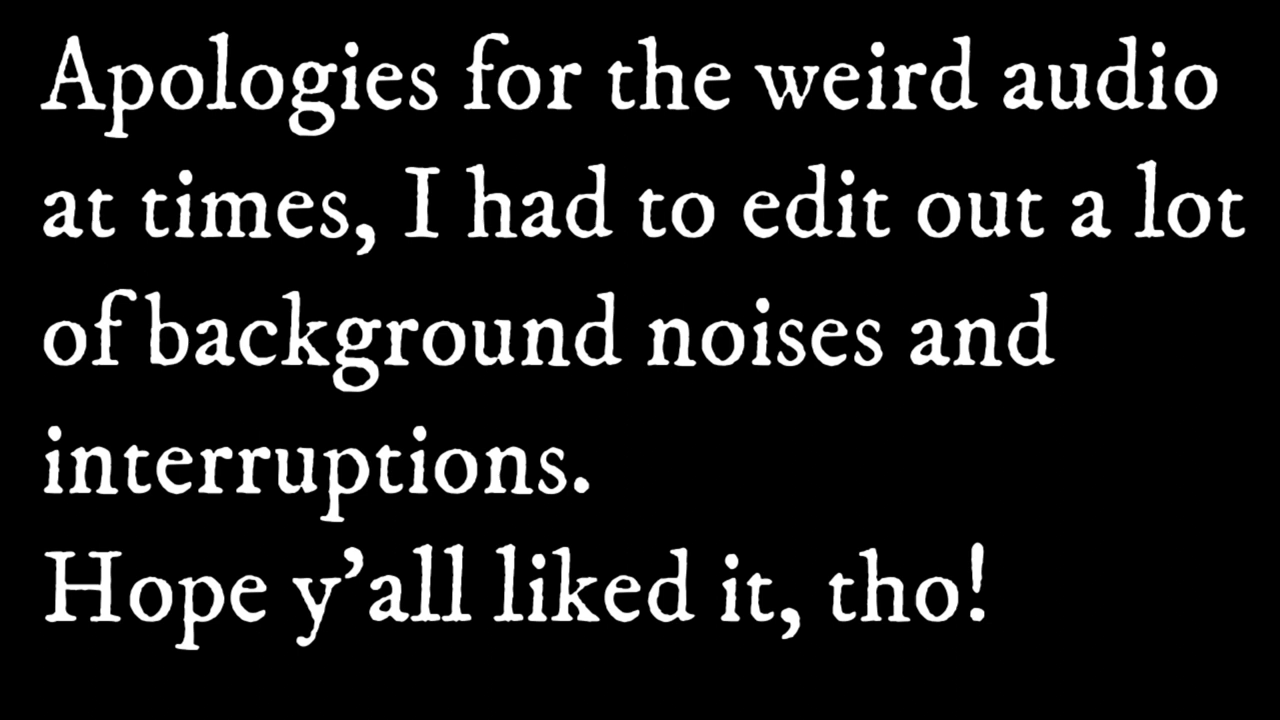 Apologies for the weird audio
at times, I had to edit out a lot
of background noises and
interruptions.
Hope y’all liked it, tho!